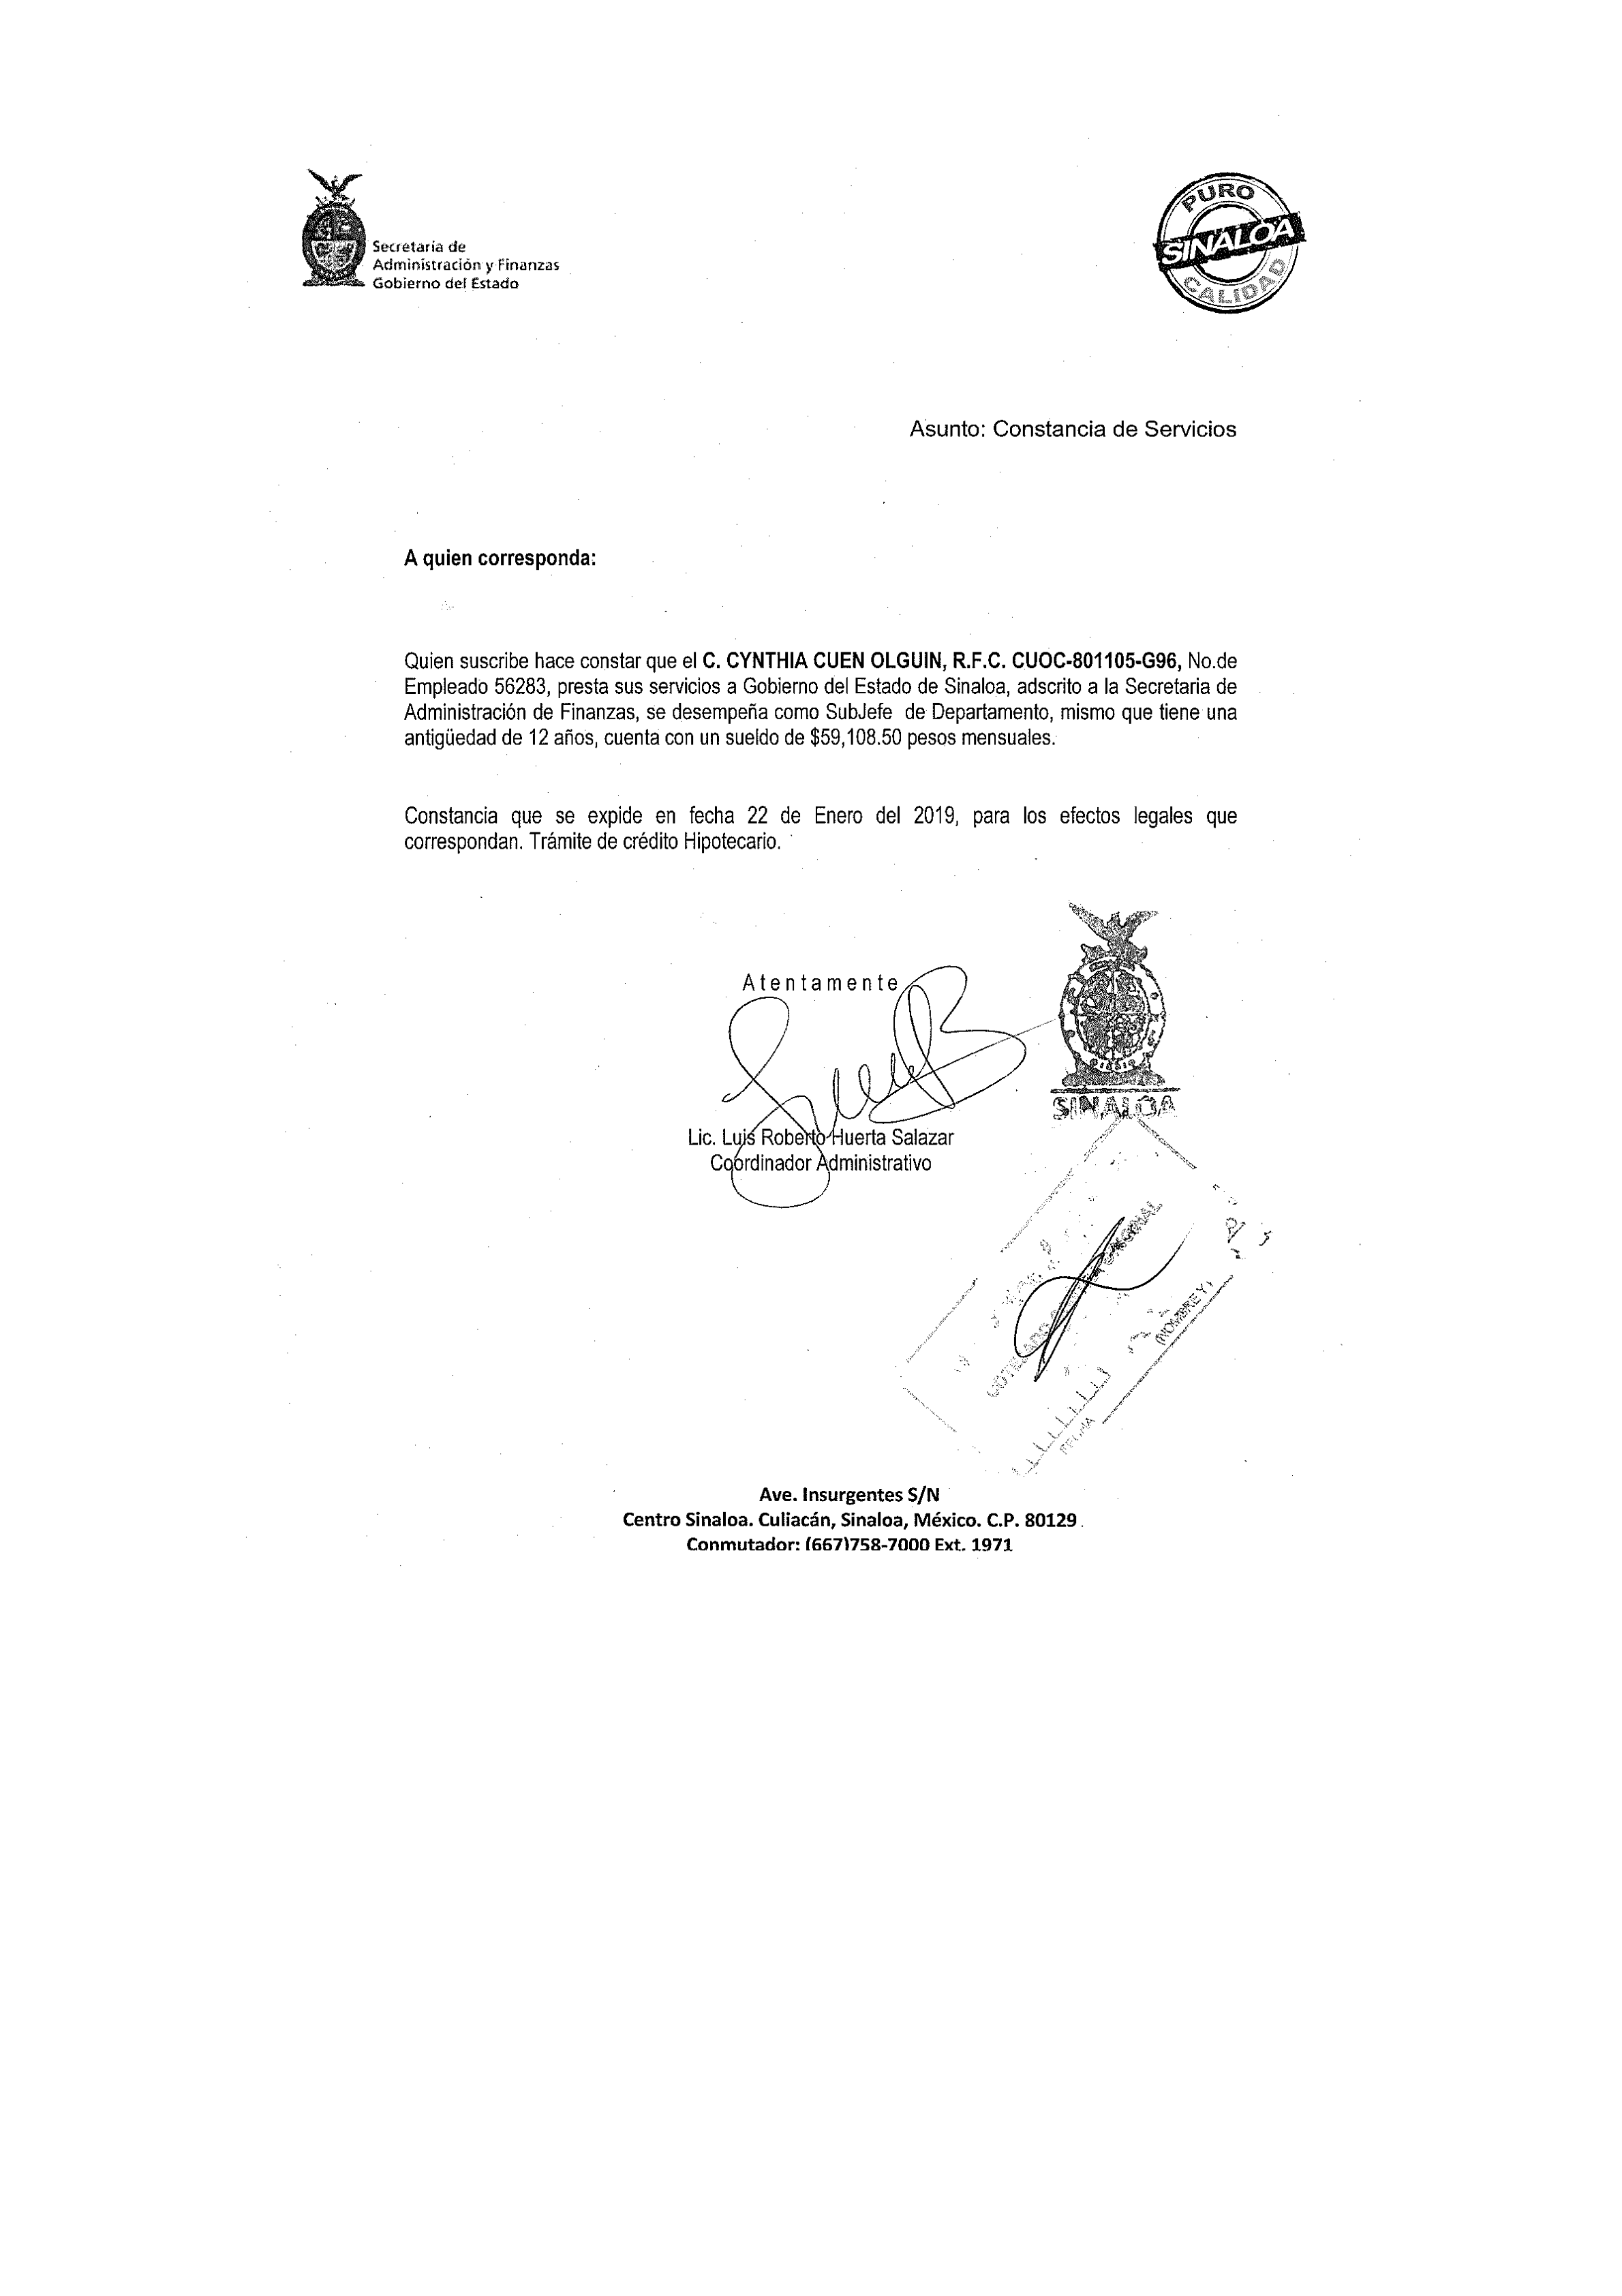 Secretaría de
Administración y Finanzas
Gobierno del Estado
PURO
SINALOA
CALIDAD
Asunto: Constancia de Servicios
A quien corresponda:
Quien suscribe hace constar que el C. CYNTHIA CUEN OLGUIN, R.F.C. CUOC-801105-G96, No.de
Empleado 56283, presta sus servicios a Gobierno del Estado de Sinaloa, adscrito a la Secretaria de
Administración de Finanzas, se desempeña como SubJefe de Departamento, mismo que tiene una
antigüedad de 12 años, cuenta con un sueldo de $59,108.50 pesos mensuales.
Constancia que se expide en fecha 22 de Enero del 2019, para los efectos legales que
correspondan. Trámite de crédito Hipotecario.
Atentamente
Lic. Luis Roberto Huerta Salazar
Coordinador Administrativo
SINALOA
ORIGINAL
(NOMBRE Y)
FECHA
Ave. Insurgentes S/N
Centro Sinaloa. Culiacán, Sinaloa, México. C.P. 80129
Conmutador: (667)758-7000 Ext. 1971